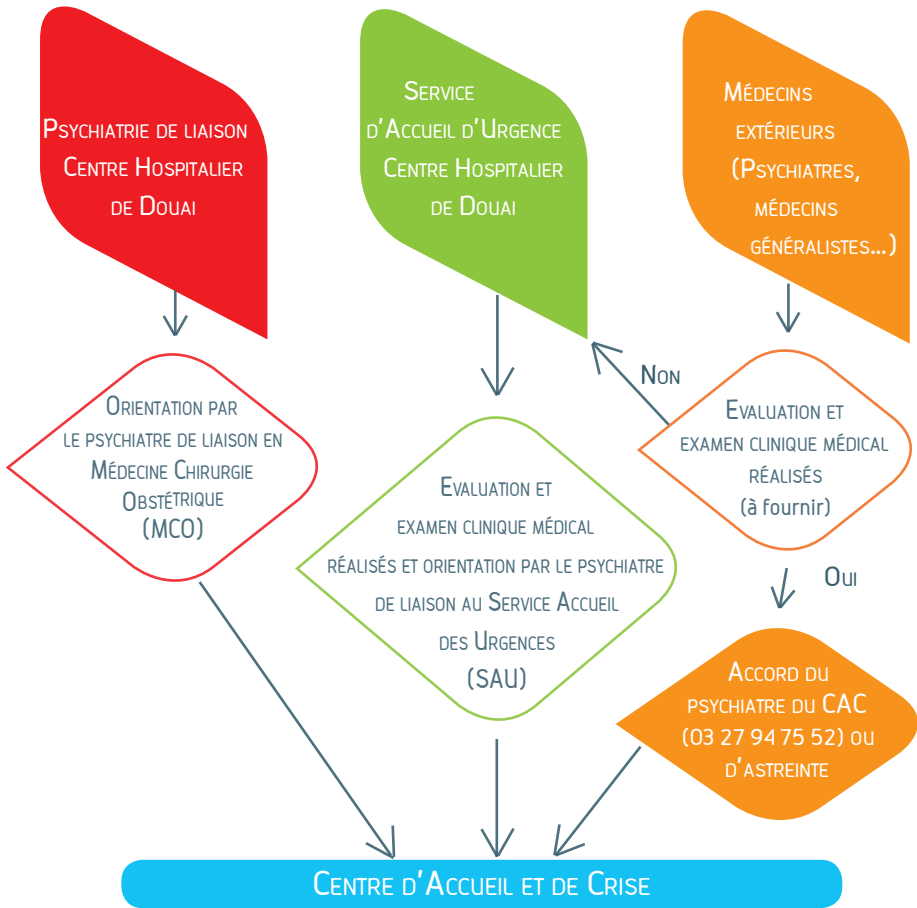 Psychiatrie de liaison
Centre Hospitalier
de Douai
Service
d'Accueil d'Urgence
Centre Hospitalier
de Douai
Médecins
extérieurs
(Psychiatres,
médecins
généralistes...)
Orientation par
le psychiatre de liaison en
Médecine Chirurgie
Obstétrique
(MCO)
Evaluation et
examen clinique médical
réalisés et orientation par le psychiatre
de liaison au Service Accueil
des Urgences
(SAU)
Non
Evaluation et
examen clinique médical
réalisés
(à fournir)
Oui
Accord du
psychiatre du CAC
(03 27 94 75 52) ou
d'astreinte
Centre d'Accueil et de Crise